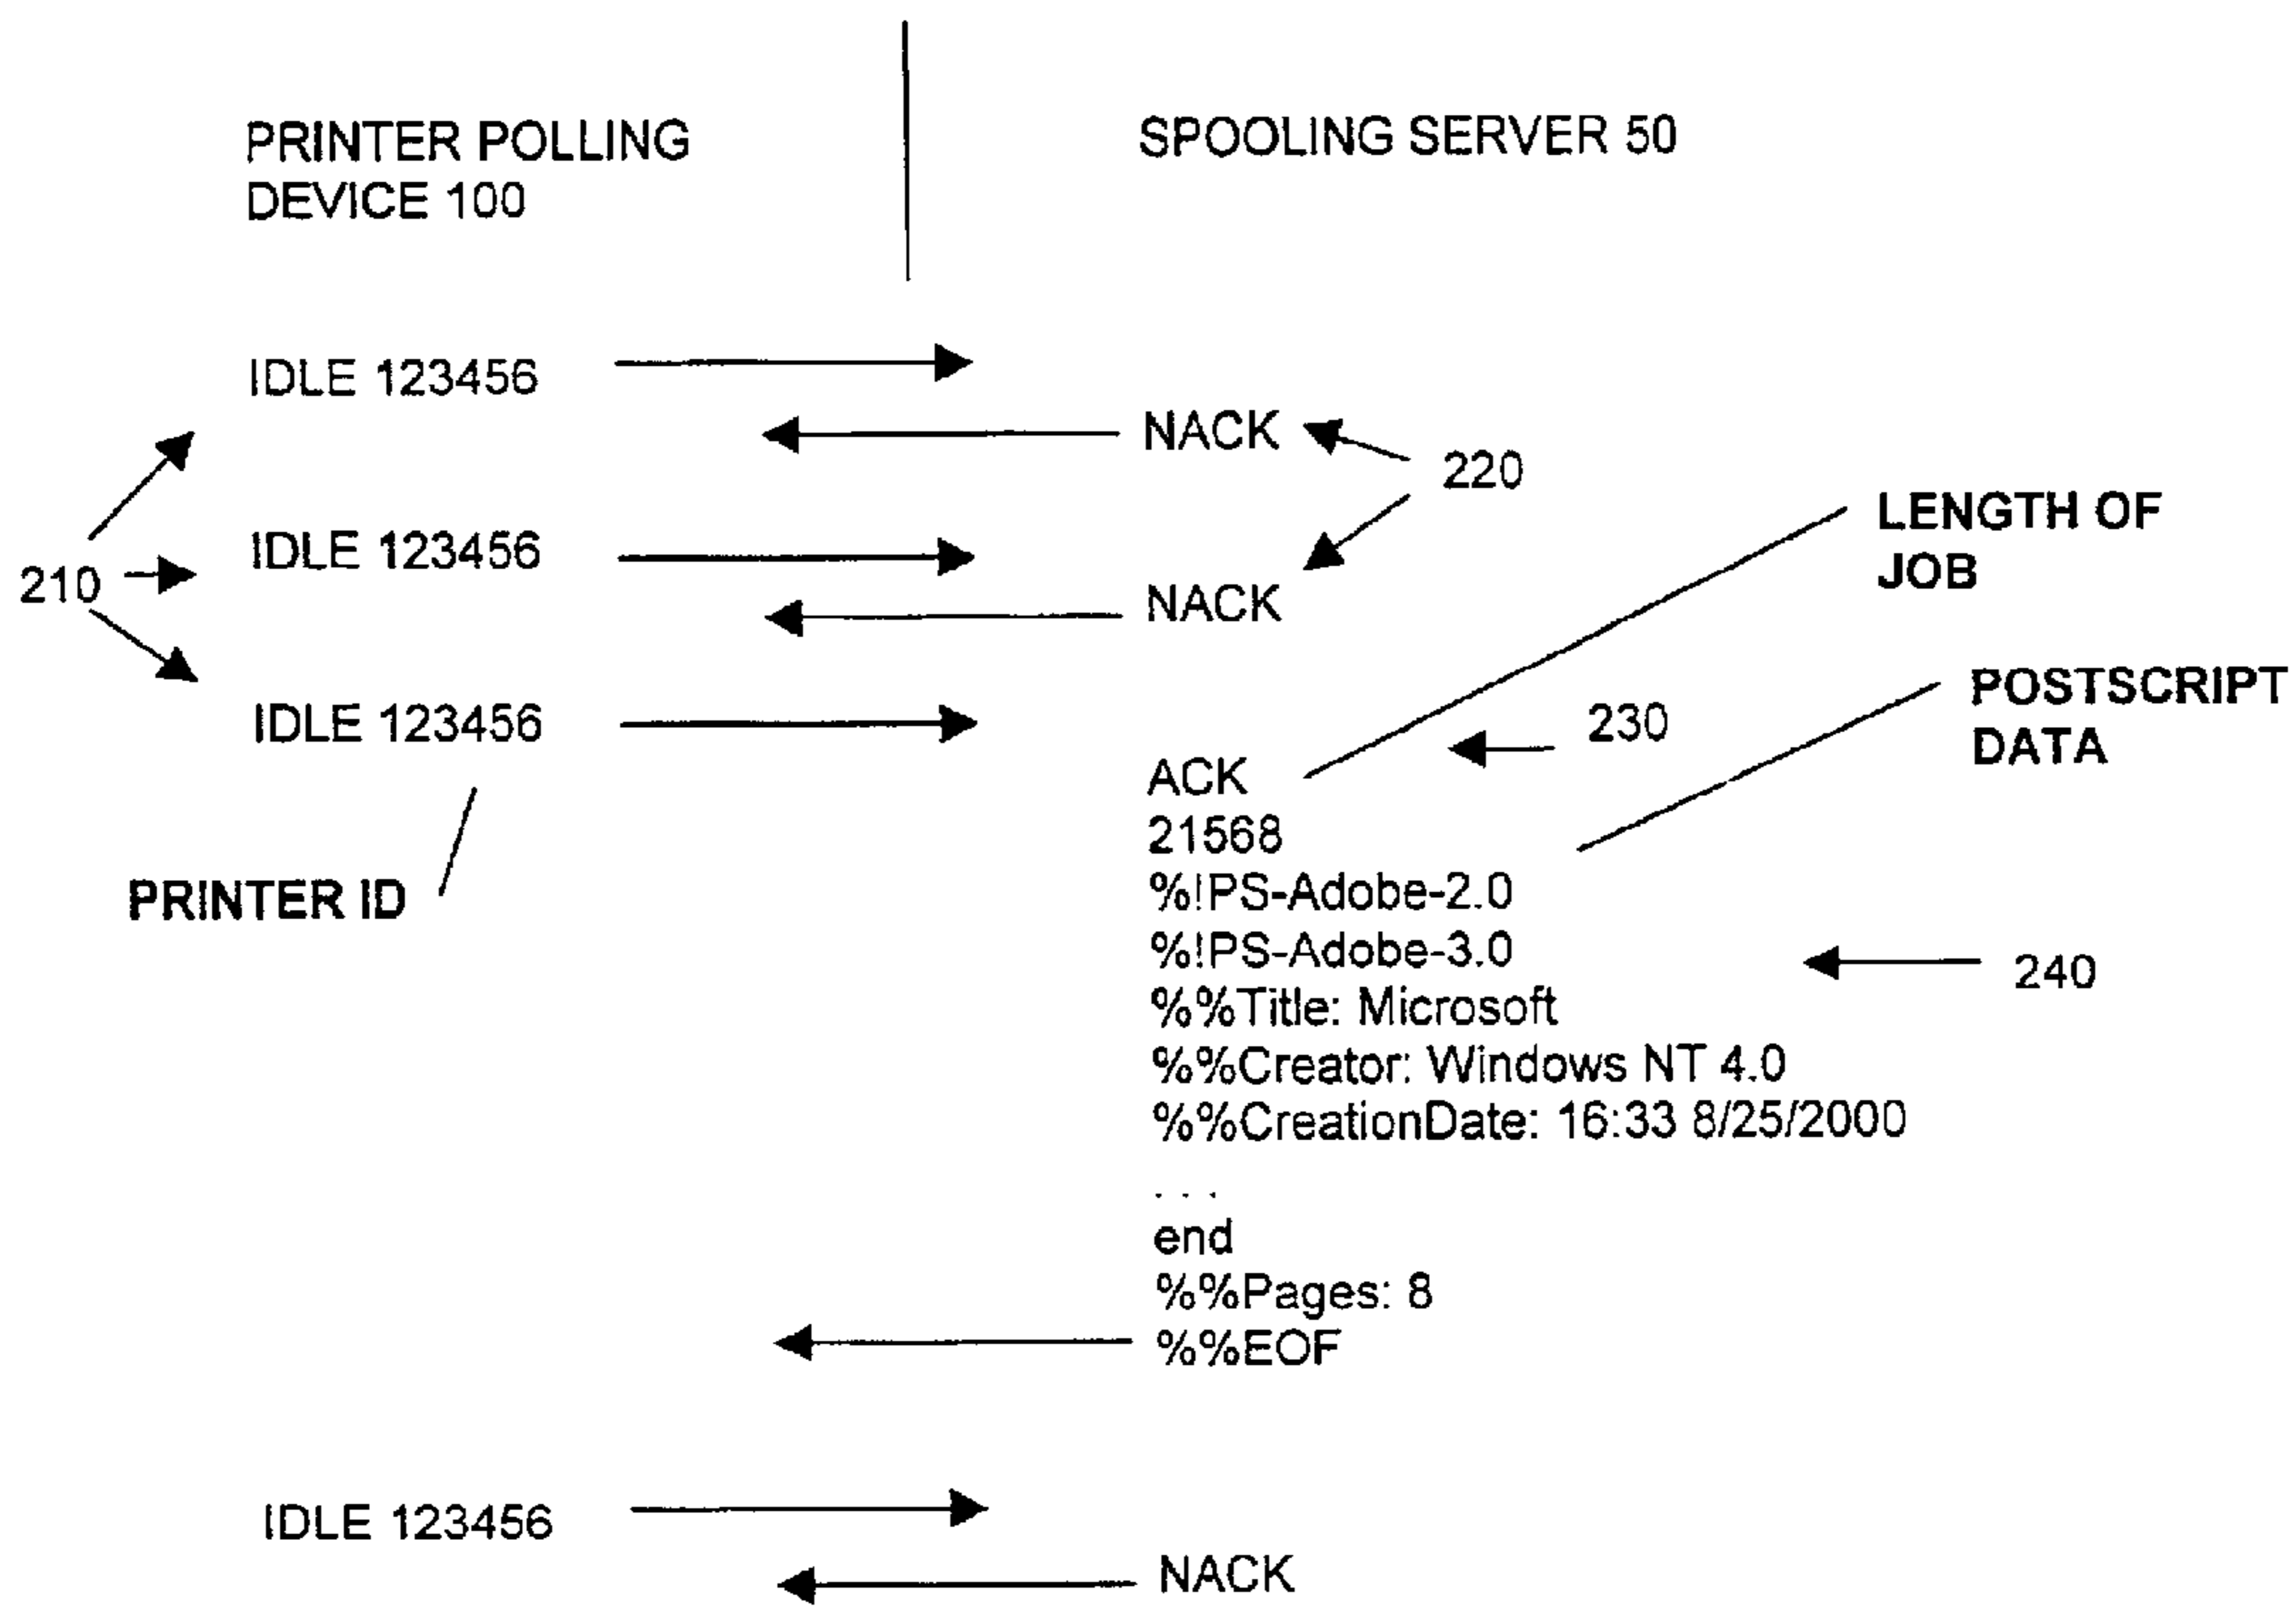 PRINTER POLLING
DEVICE 100
SPOOLING SERVER 50
IDLE 123456
NACK
220
IDLE 123456
210
NACK
LENGTH OF
JOB
IDLE 123456
230
POSTSCRIPT
DATA
PRINTER ID
ACK
21568
%!PS-Adobe-2.0
%!PS-Adobe-3.0
240
%%Title: Microsoft
%%Creator: Windows NT 4.0
%%CreationDate: 16:33 8/25/2000
. . .
end
%%Pages: 8
%%EOF
IDLE 123456
NACK